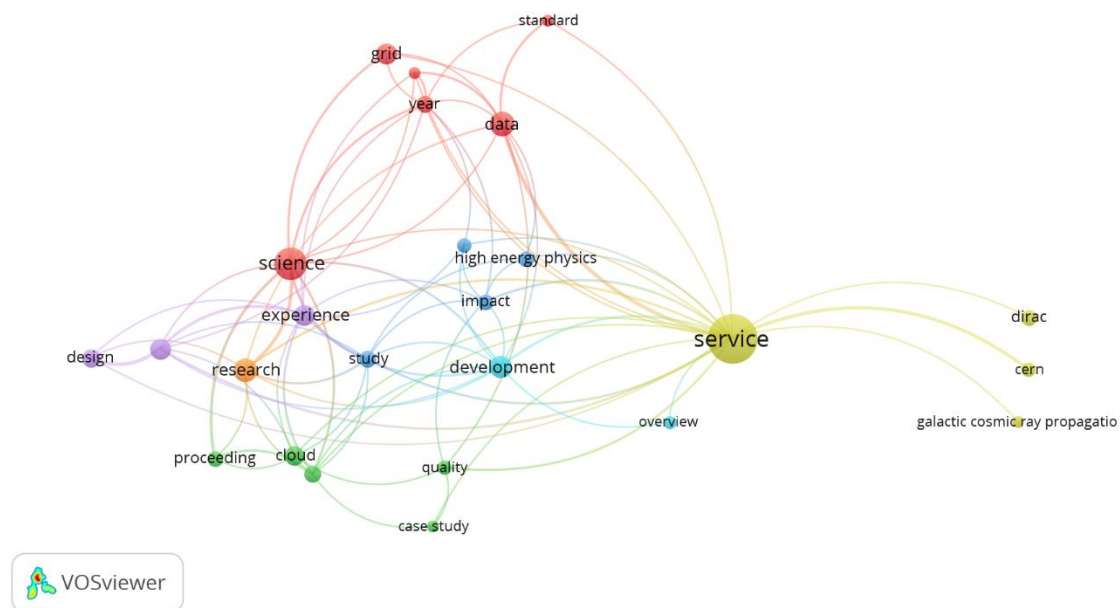 standard
grid
year
data
science
high energy physics
impact
experience
dirac
service
design
study
development
research
cern
overview
galactic cosmic ray propagatio
proceeding
cloud
quality
case study
VOSviewer